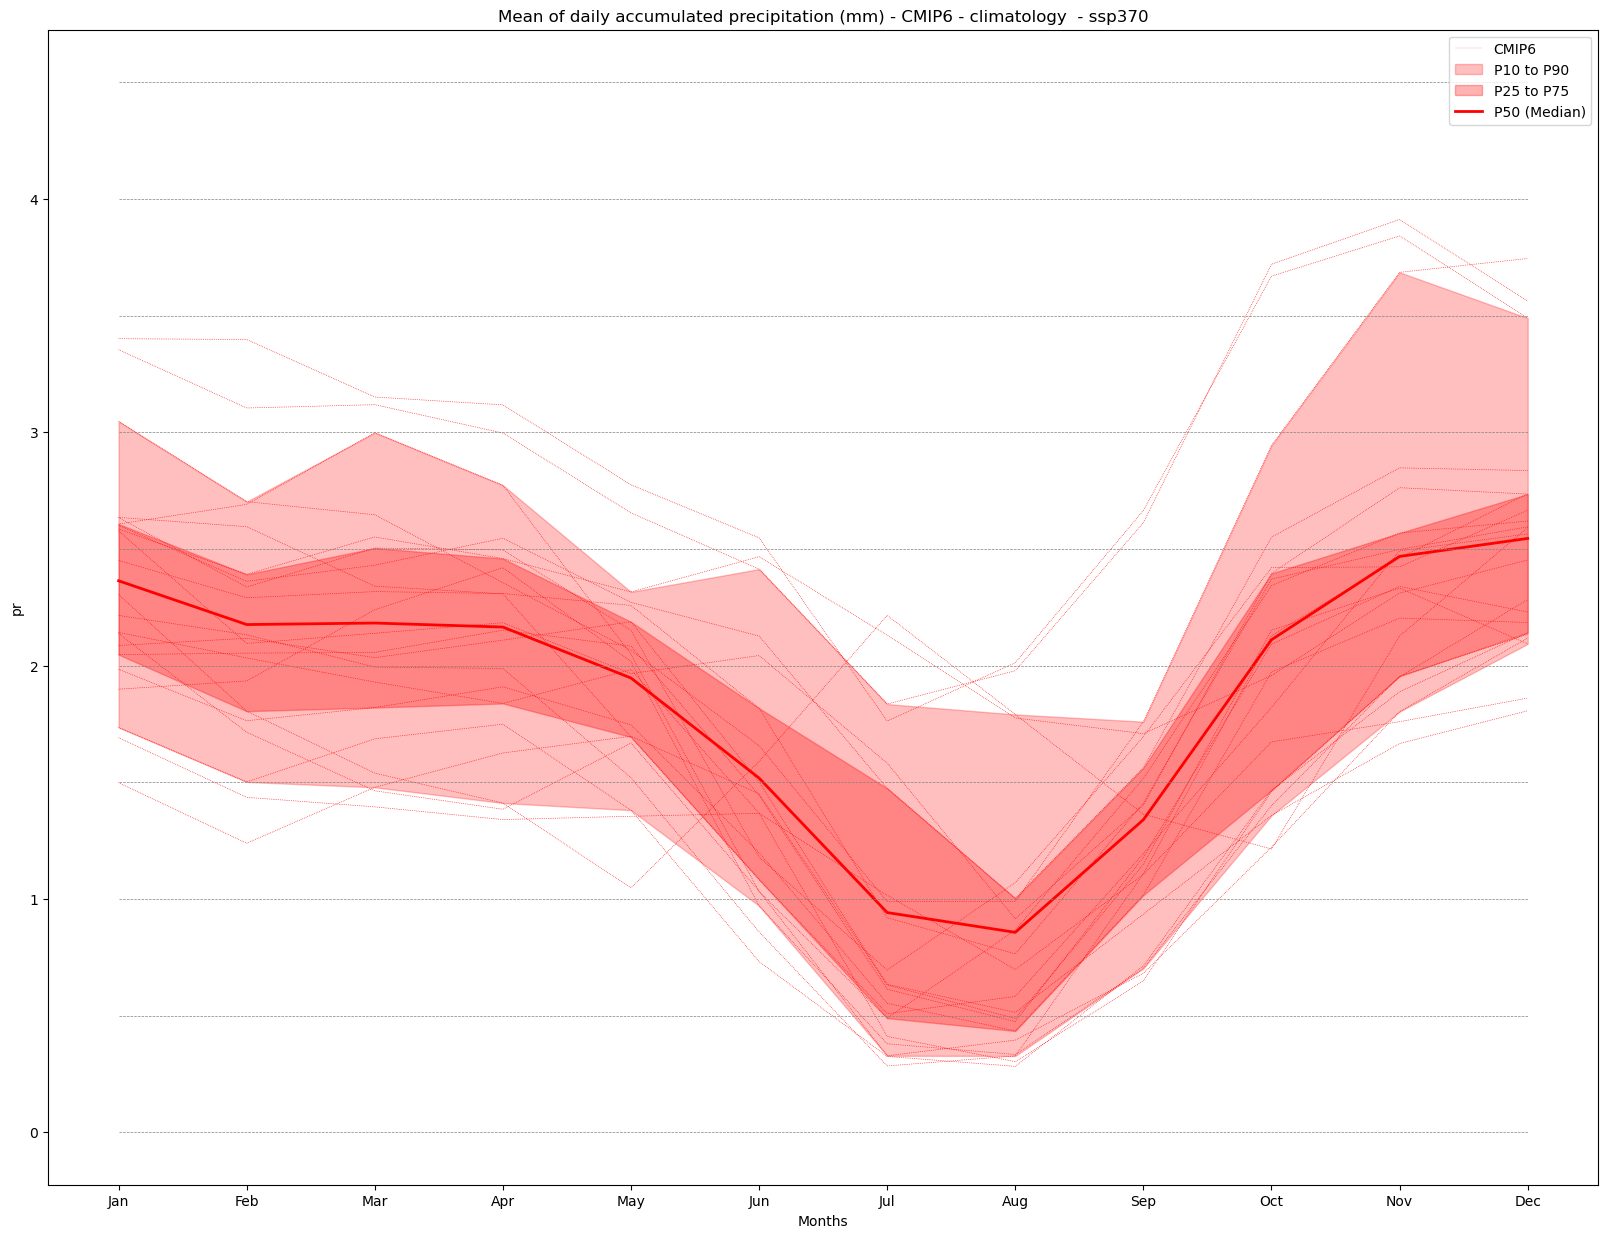 Mean of daily accumulated precipitation (mm) - CMIP6 - climatology  - ssp370
CMIP6
P10 to P90
P25 to P75
P50 (Median)
4
3
2
1
0
pr
Jan Feb Mar Apr May Jun Jul Aug Sep Oct Nov Dec
Months